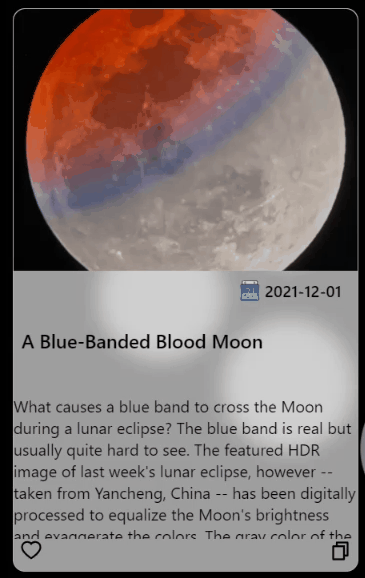 2021-12-01
A Blue-Banded Blood Moon
What causes a blue band to cross the Moon
during a lunar eclipse? The blue band is real but
usually quite hard to see. The featured HDR
image of last week's lunar eclipse, however --
taken from Yancheng, China -- has been digitally
processed to equalize the Moon's brightness
and exaggerate the colors. The gray color of the